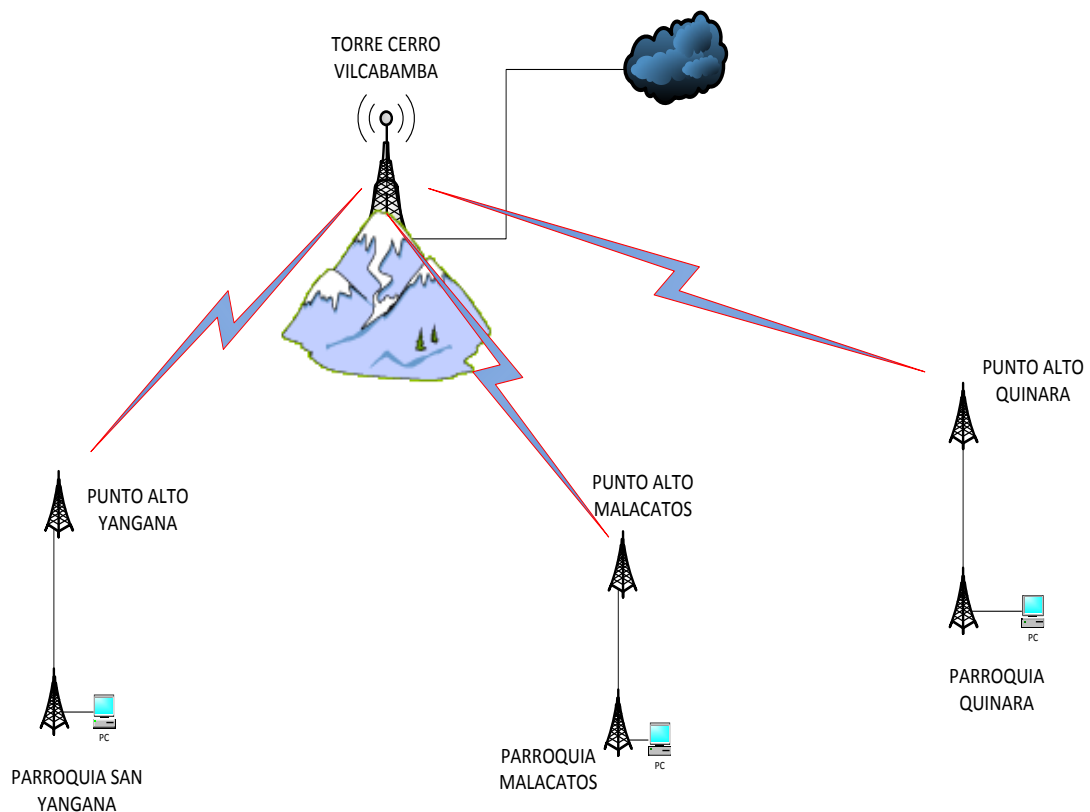 TORRE CERRO
VILCABAMBA
PUNTO ALTO
QUINARA
PUNTO ALTO
YANGANA
PUNTO ALTO
MALACATOS
PC
PARROQUIA
QUINARA
PC
PARROQUIA SAN
YANGANA
PC
PARROQUIA
MALACATOS